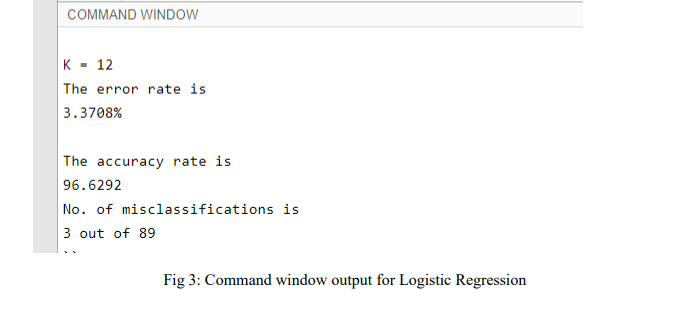 COMMAND WINDOW
K = 12
The error rate is
3.3708%
The accuracy rate is
96.6292
No. of misclassifications is
3 out of 89
Fig 3: Command window output for Logistic Regression